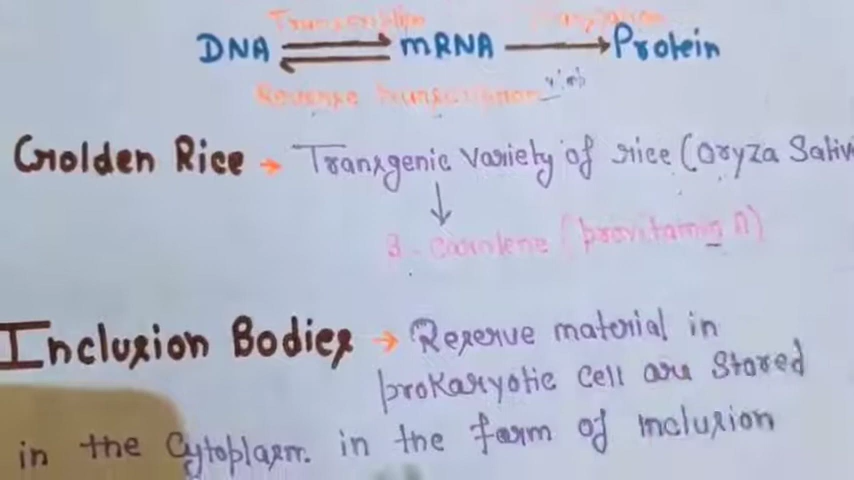 Transcription
DNA ⇌ mRNA → Protein
Reverse transcription
Golden Rice → Transgenic variety of rice (Oryza Sativ
↓
β - carotene (provitamin A)
Inclusion Bodies → Reserve material in
prokaryotic cell are stored
in the cytoplasm in the form of inclusion